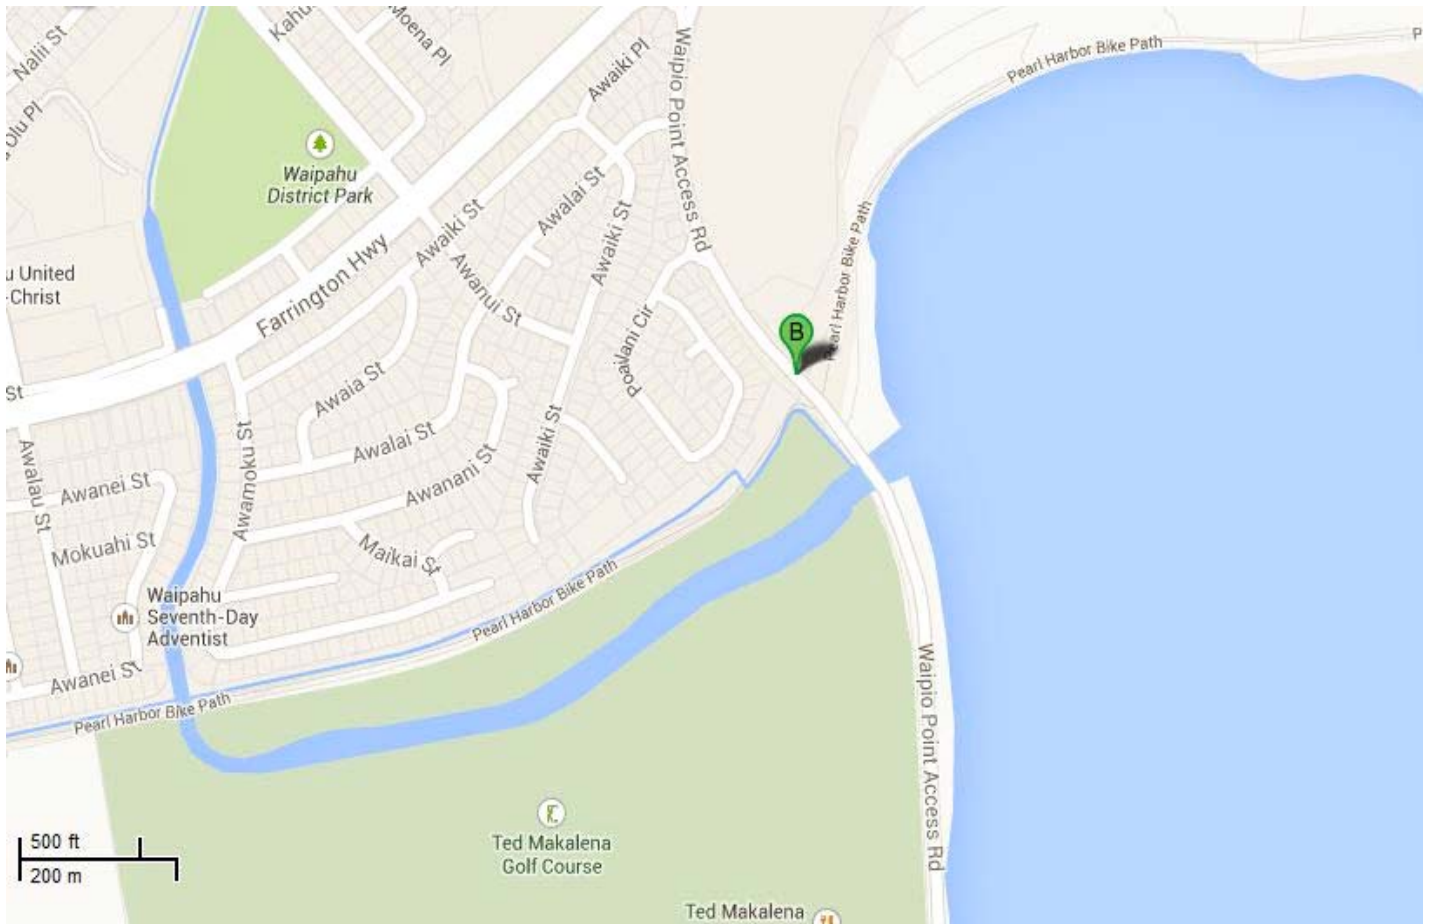 Nalii St
Kahu
Moena Pl
Awaiki Pl
Waipio Point Access Rd
Pearl Harbor Bike Path
P
olu Pl
Waipahu
District Park
Awalai St
Awaiki St
Awaiki St
Pearl Harbor Bike Path
u United
-Christ
Farrington Hwy
Awanui St
B
Poailani Cir
St
Awaia St
Awamoku St
Awalai St
Awaiki St
Awalau St
Awanei St
Awanani St
Mokuahi St
Maikai St
Waipahu
Seventh-Day
Adventist
Pearl Harbor Bike Path
Awanei St
Waipio Point Access Rd
Pearl Harbor Bike Path
500 ft
200 m
Ted Makalena
Golf Course
Ted Makalena